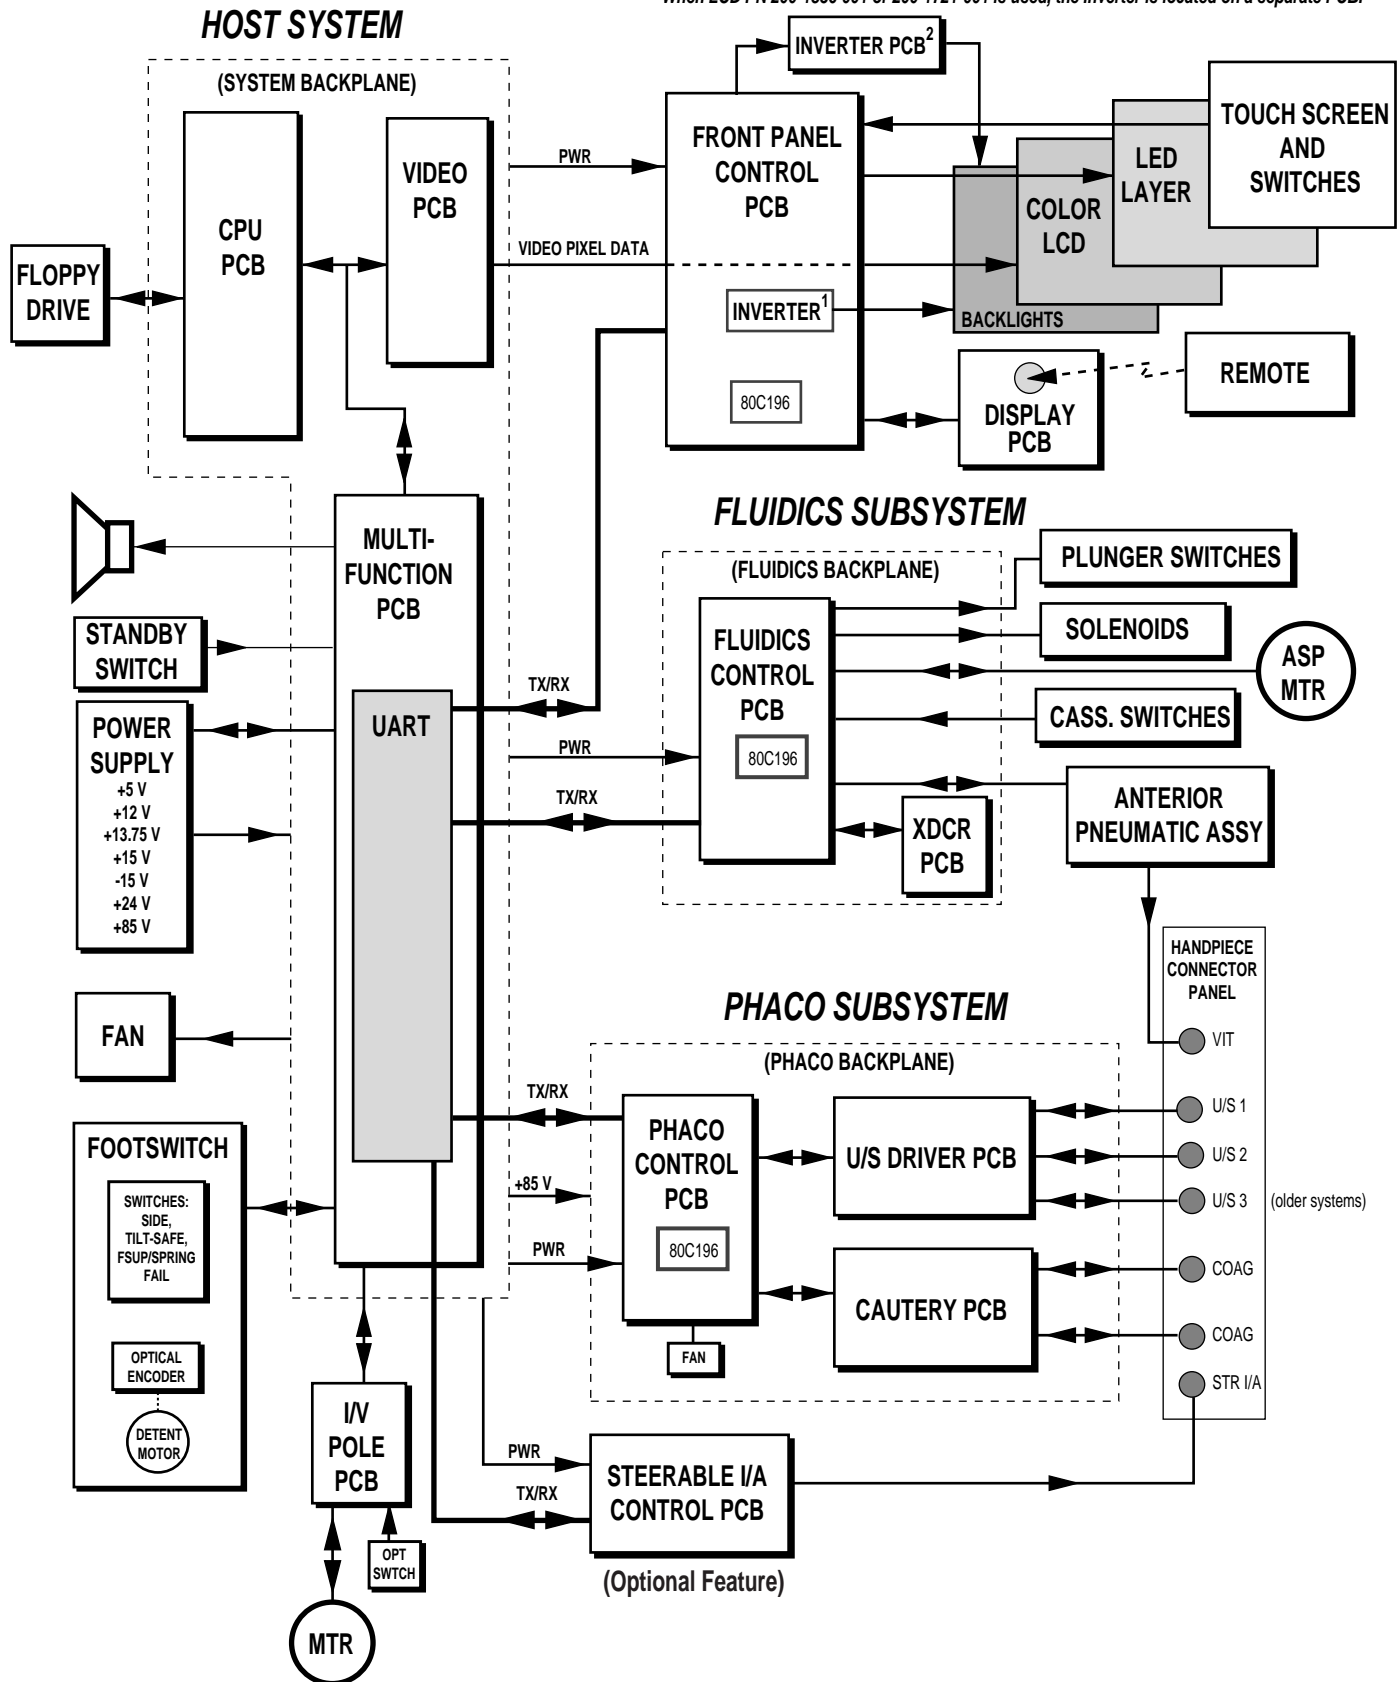 HOST SYSTEM
(SYSTEM BACKPLANE)
CPU
PCB
VIDEO
PCB
FLOPPY
DRIVE
PWR
VIDEO PIXEL DATA
INVERTER PCB2
FRONT PANEL
CONTROL
PCB
INVERTER1
80C196
TOUCH SCREEN
AND
SWITCHES
LED
LAYER
COLOR
LCD
BACKLIGHTS
DISPLAY
PCB
REMOTE
MULTI-
FUNCTION
PCB
UART
STANDBY
SWITCH
POWER
SUPPLY
+5 V
+12 V
+13.75 V
+15 V
-15 V
+24 V
+85 V
FAN
FOOTSWITCH
SWITCHES:
SIDE,
TILT-SAFE,
FSUP/SPRING
FAIL
OPTICAL
ENCODER
DETENT
MOTOR
I/V
POLE
PCB
OPT
SWTCH
MTR
TX/RX
PWR
TX/RX
FLUIDICS SUBSYSTEM
(FLUIDICS BACKPLANE)
FLUIDICS
CONTROL
PCB
80C196
XDCR
PCB
PLUNGER SWITCHES
SOLENOIDS
ASP
MTR
CASS. SWITCHES
ANTERIOR
PNEUMATIC ASSY
HANDPIECE
CONNECTOR
PANEL
VIT
U/S 1
U/S 2
U/S 3
(older systems)
COAG
COAG
STR I/A
PHACO SUBSYSTEM
(PHACO BACKPLANE)
TX/RX
+85 V
PWR
PHACO
CONTROL
PCB
80C196
FAN
U/S DRIVER PCB
CAUTERY PCB
PWR
TX/RX
STEERABLE I/A
CONTROL PCB
(Optional Feature)